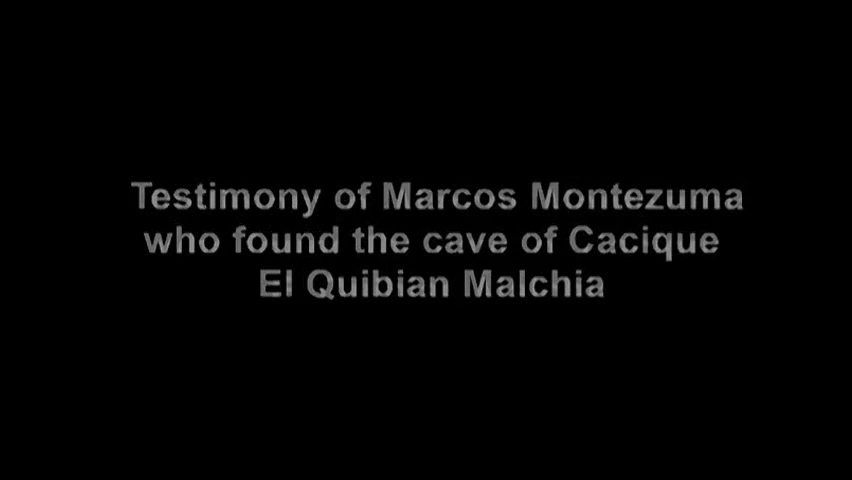 Testimony of Marcos Montezuma
who found the cave of Cacique
El Quibian Malchia